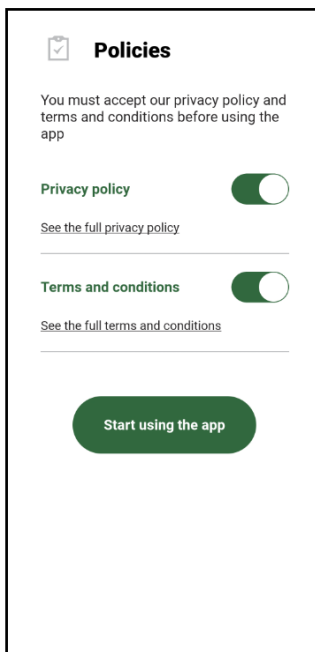 Policies
You must accept our privacy policy and
terms and conditions before using the
app
Privacy policy
See the full privacy policy
Terms and conditions
See the full terms and conditions
Start using the app